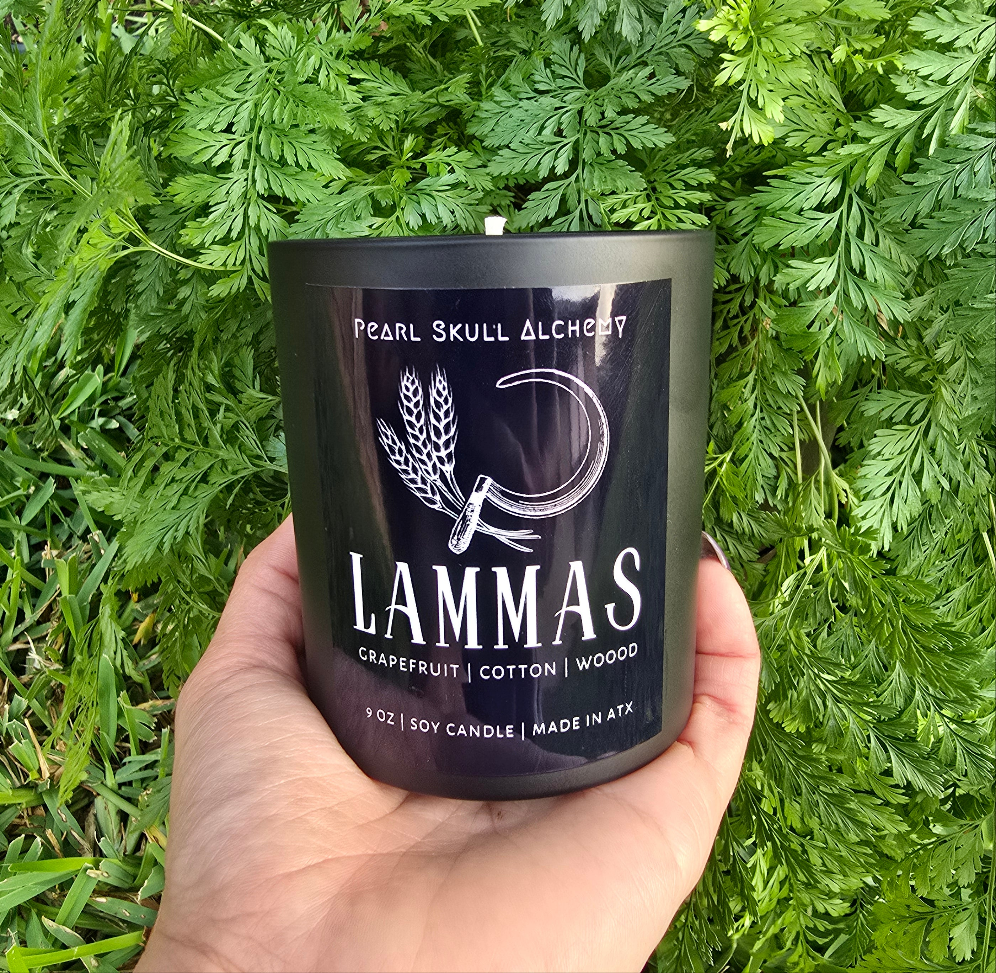 PEARL SKULL ALCHEMY
LAMMAS
GRAPEFRUIT | COTTON | WOOOD
9 OZ | SOY CANDLE | MADE IN ATX